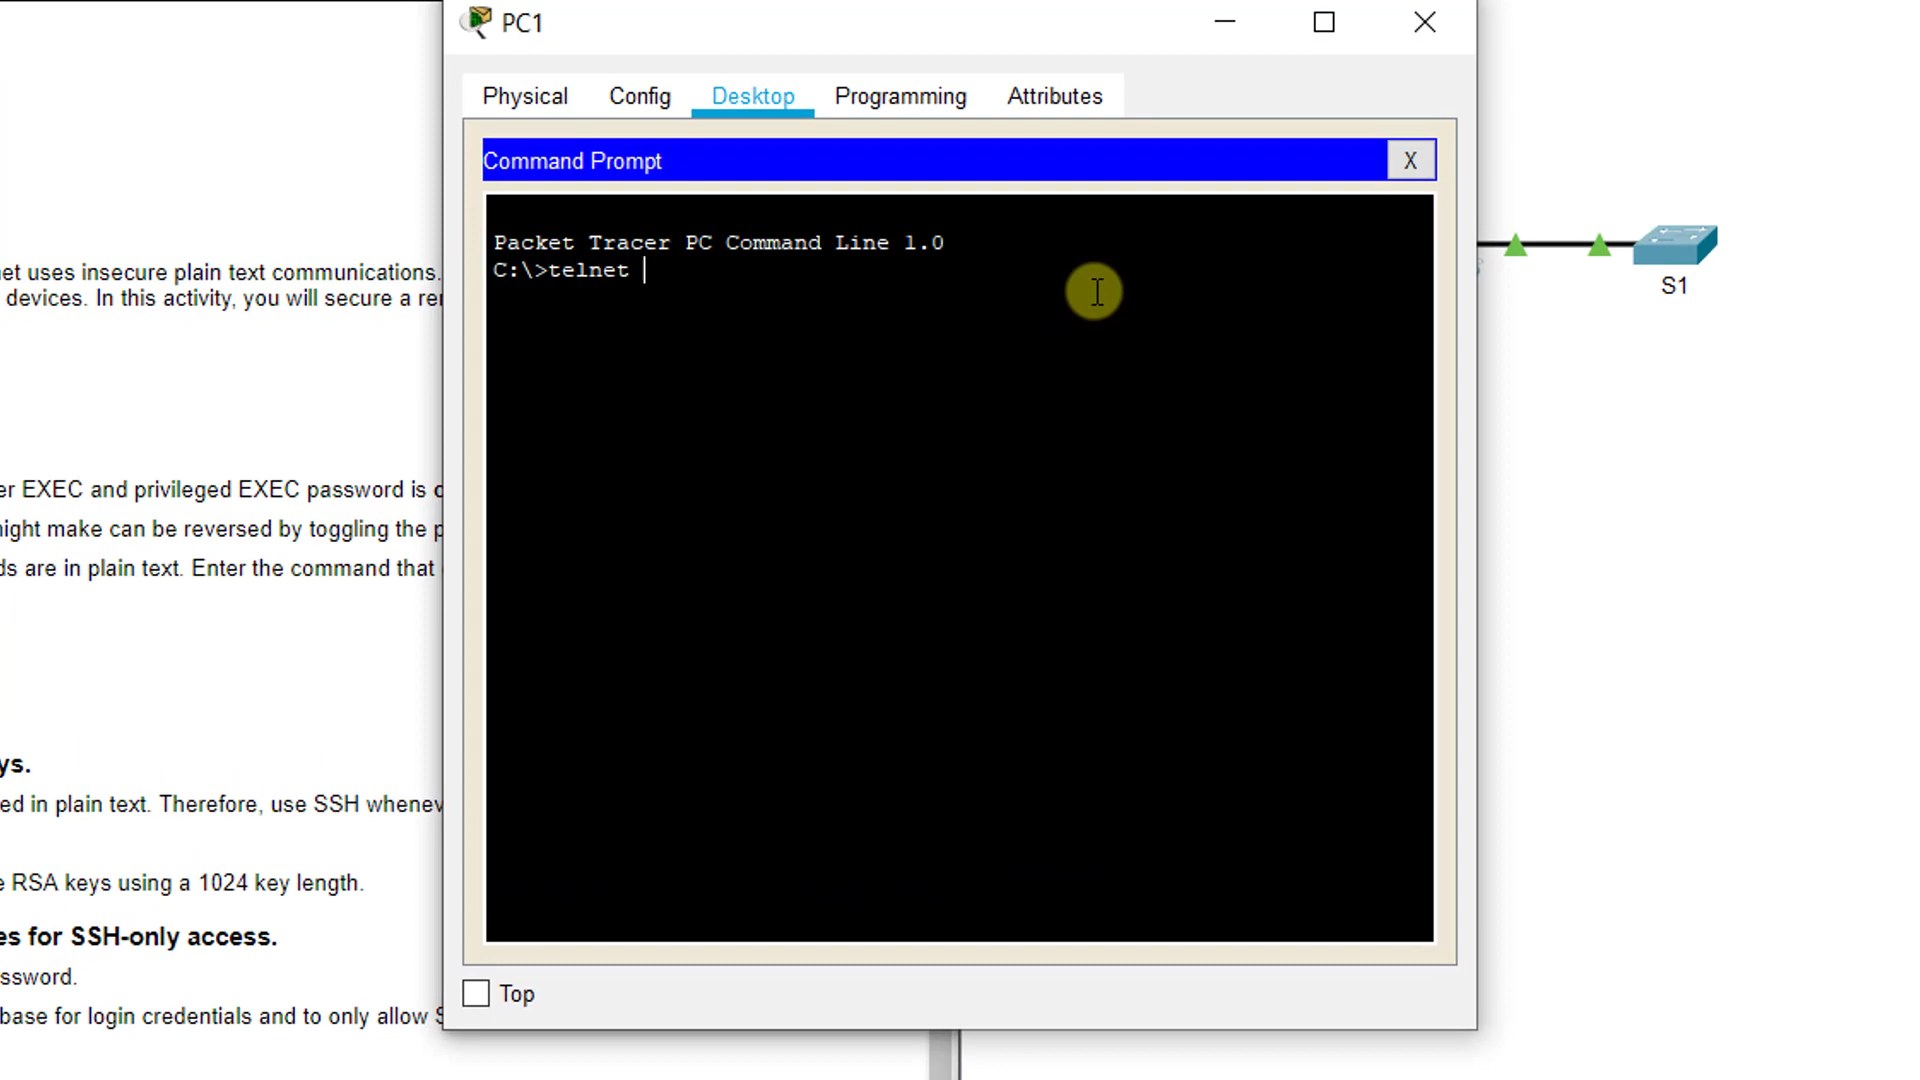 PC1
Physical Config Desktop Programming Attributes
Command Prompt X
Packet Tracer PC Command Line 1.0
C:\>telnet
Top
S1
et uses insecure plain text communications.
devices. In this activity, you will secure a
er EXEC and privileged EXEC password is
might make can be reversed by toggling the
ds are in plain text. Enter the command that
ys.
ed in plain text. Therefore, use SSH
RSA keys using a 1024 key length.
es for SSH-only access.
ssword.
base for login credentials and to only allow